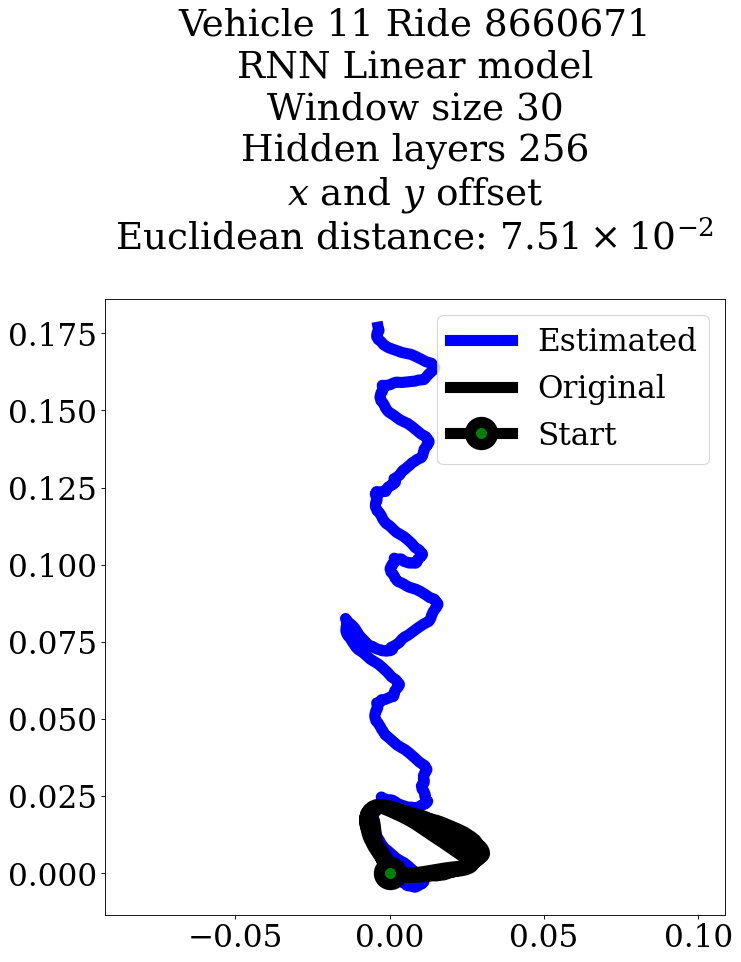 Vehicle 11 Ride 8660671
RNN Linear model
Window size 30
Hidden layers 256
x and y offset
Euclidean distance: 7.51 × 10⁻²
Estimated
Original
Start
0.175
0.150
0.125
0.100
0.075
0.050
0.025
0.000
−0.05 0.00 0.05 0.10